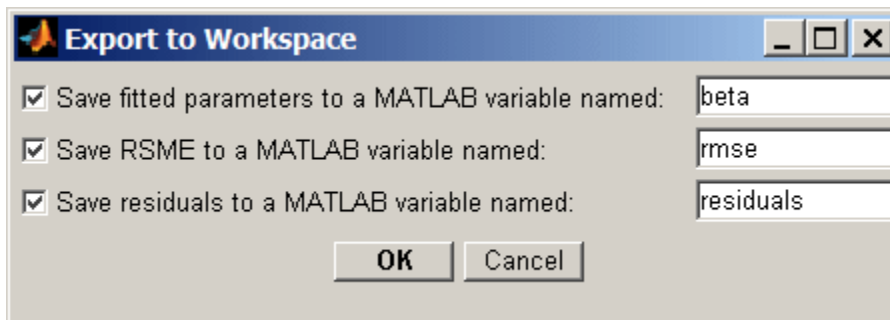 Export to Workspace
Save fitted parameters to a MATLAB variable named: beta
Save RSME to a MATLAB variable named: rmse
Save residuals to a MATLAB variable named: residuals
OK Cancel